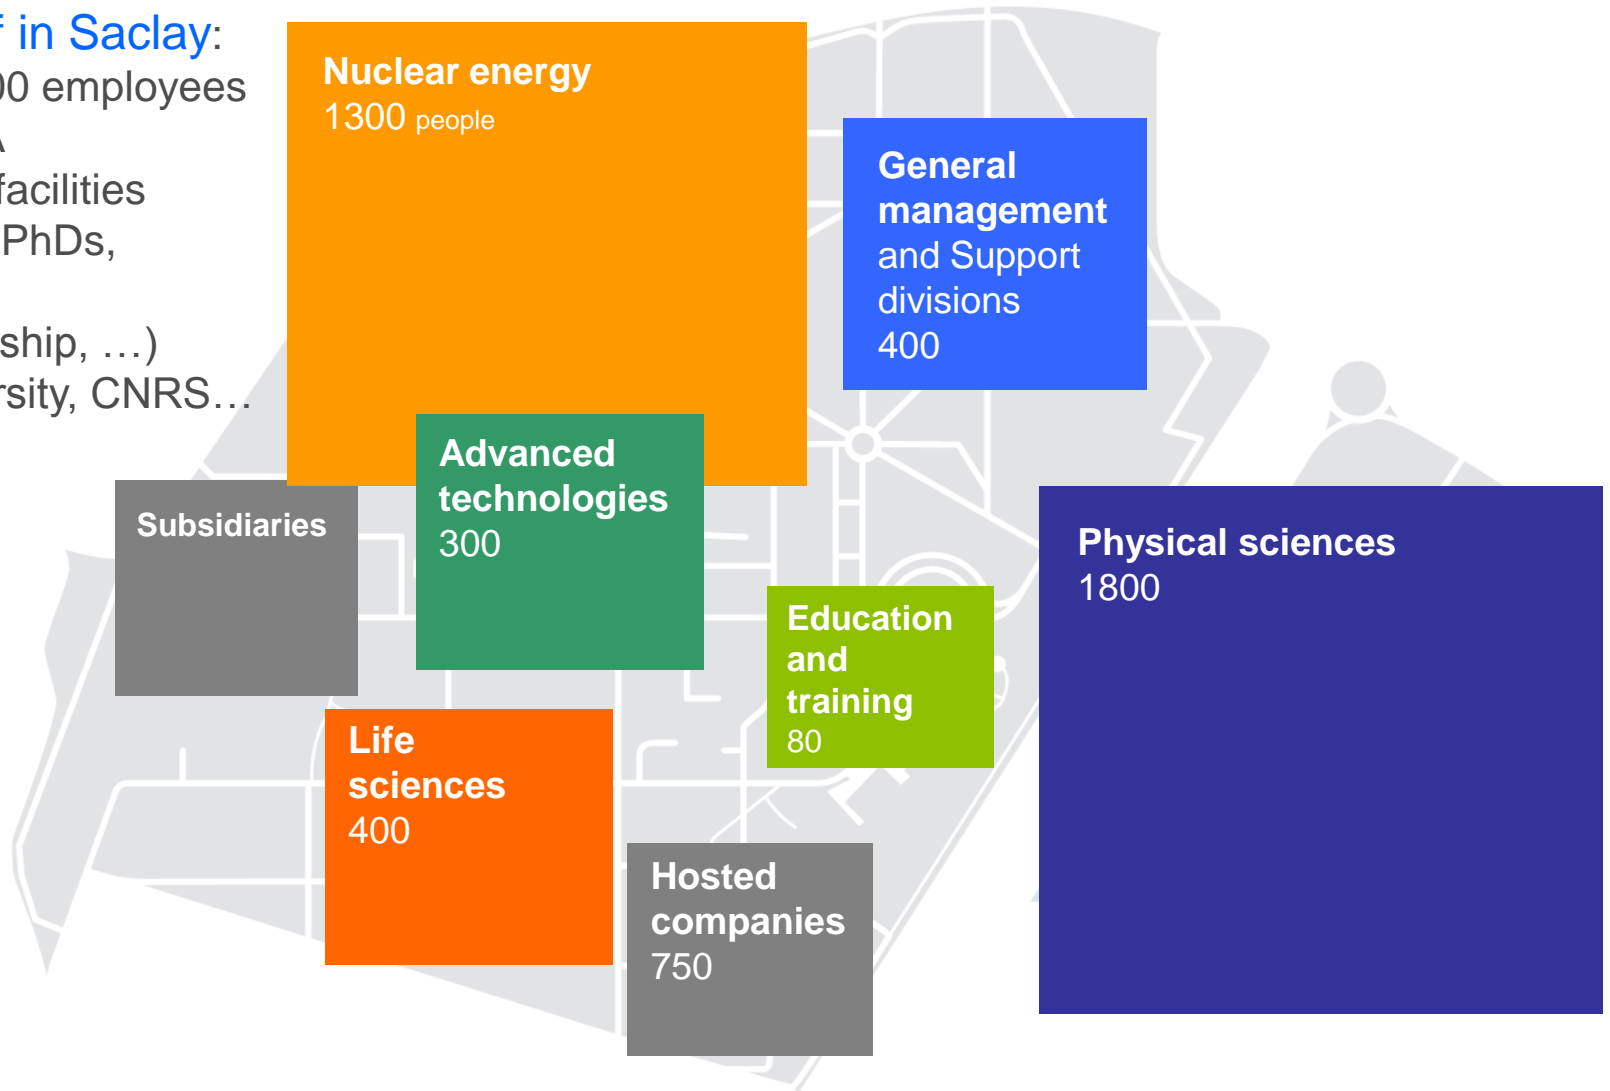 in Saclay:
00 employees
facilities
PhDs,
ship, …)
rsity, CNRS…
Nuclear energy
1300 people
General
management
and Support
divisions
400
Advanced
technologies
300
Subsidiaries
Physical sciences
1800
Education
and
training
80
Life
sciences
400
Hosted
companies
750